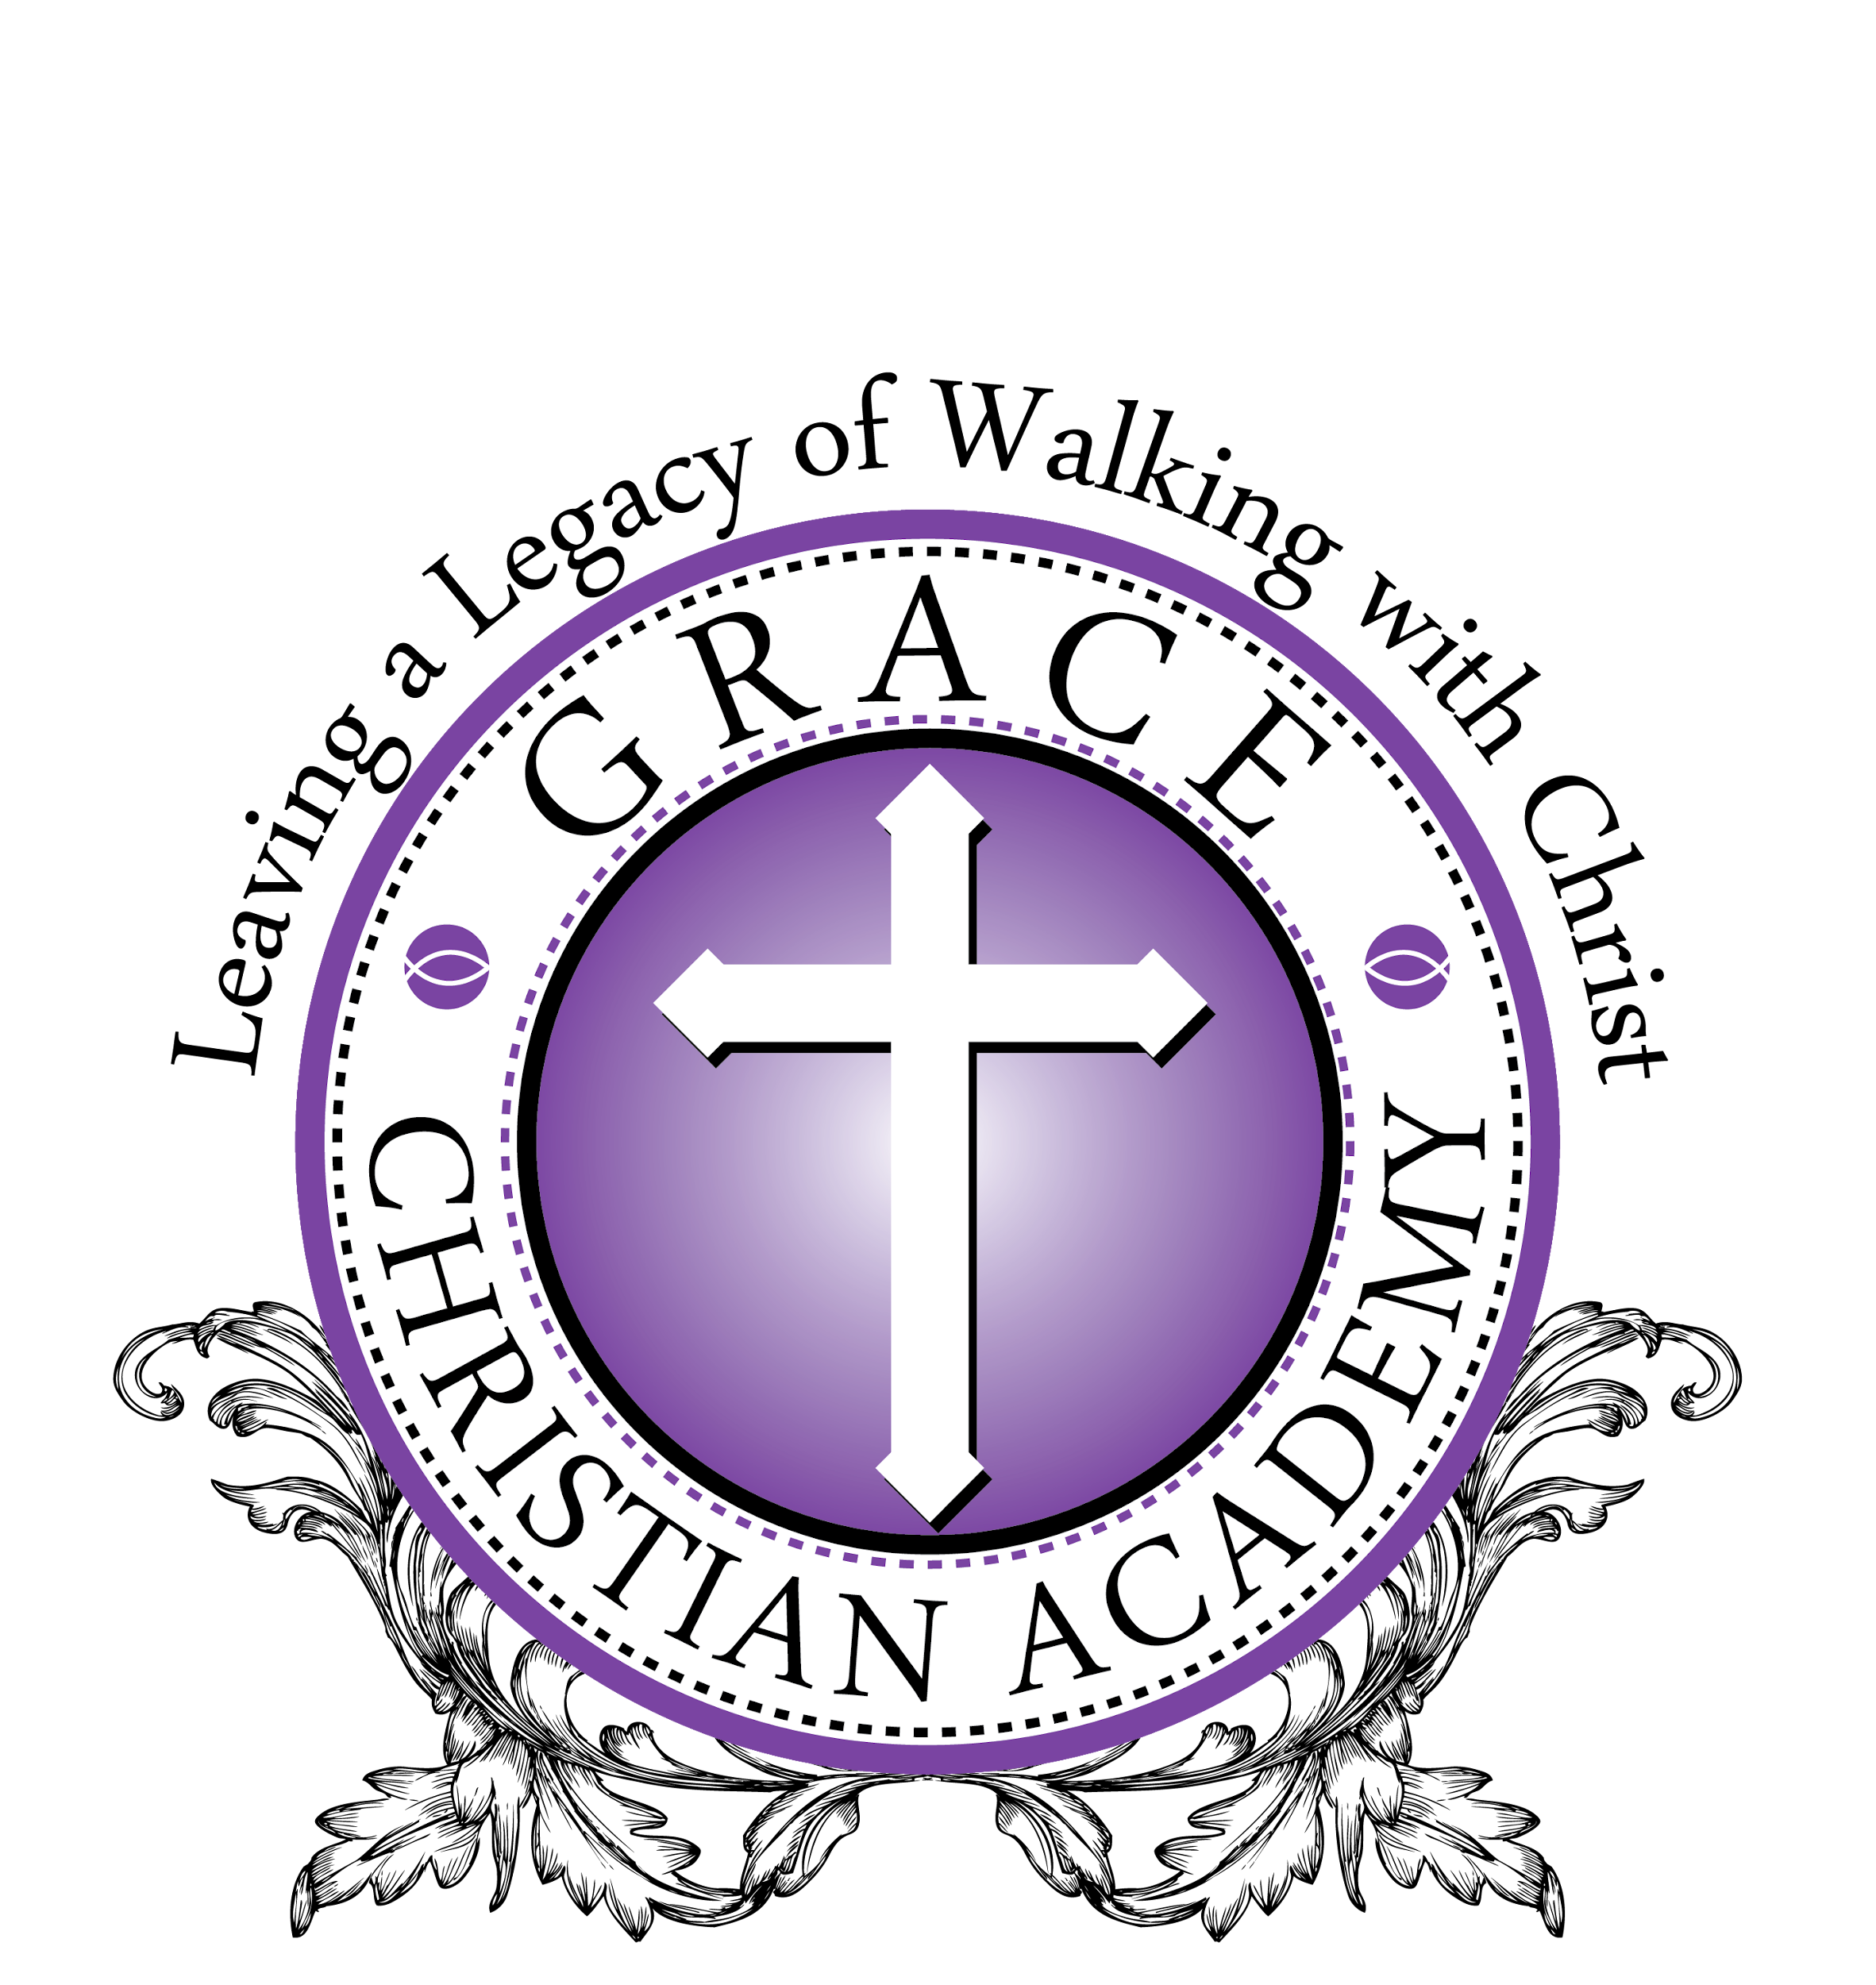 Leaving a Legacy of Walking with Christ
GRACE
CHRISTIAN ACADEMY